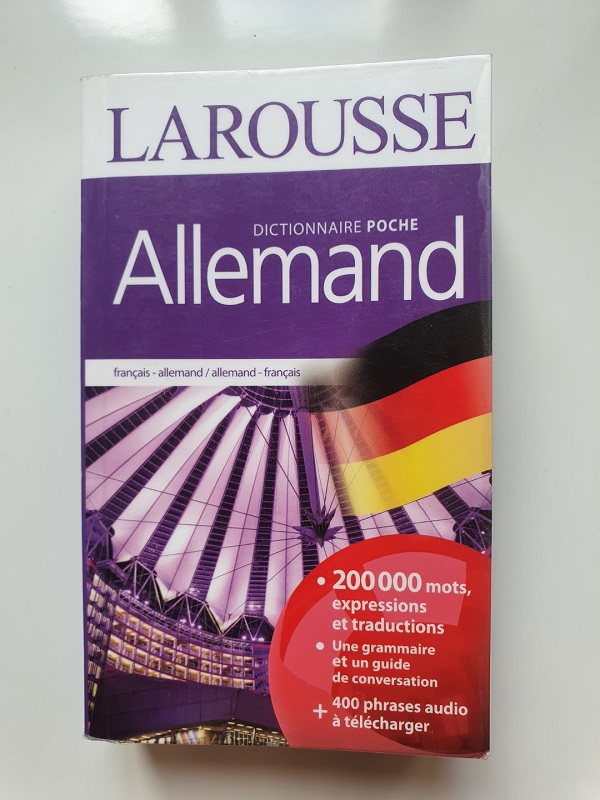 LAROUSSE
DICTIONNAIRE POCHE
Allemand
français - allemand / allemand - français
• 200 000 mots,
expressions
et traductions
• Une grammaire
et un guide
de conversation
+ 400 phrases audio
à télécharger